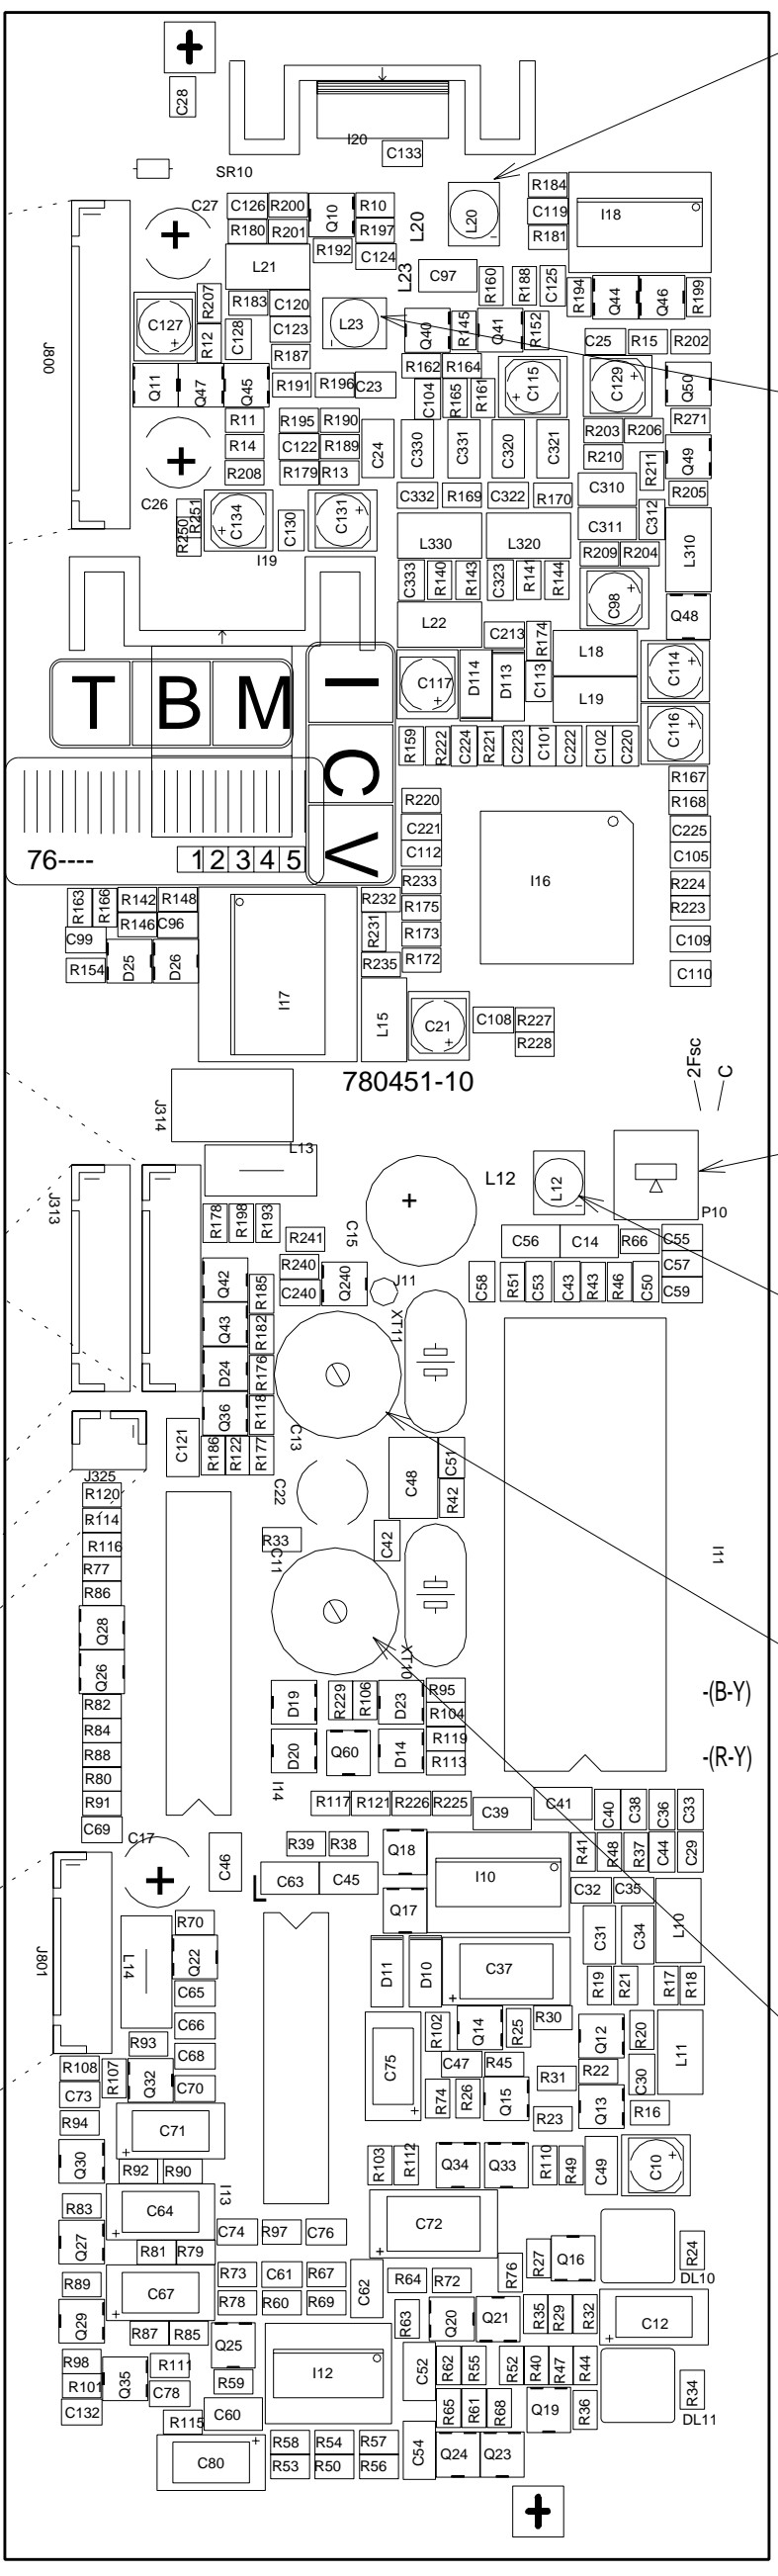 C28
I20
C133
SR10
R184
C27
C126 R200 Q10 R10
L20
L20
C119
I18
R180 R201 R197
R181
R192
C124
L21
L23
C97
R160 R188 C125
R194 Q44 Q46 R199
R207
R183 C120
C127
L23
Q40 R145 Q41 R152
R12 C128 C123
C25 R15 R202
J800
R187
R162 R164
Q11 Q47 Q45
R191 R196 C23
C104 R165 R161 C115
C129
Q50
R11 R195 R190
R271
R14 C122 R189
C24
C330 C331 C320 C321
R203 R206
R210
R211
Q49
R208 R179 R13
C310
R205
C332 R169 C322 R170
C26
R250
R251
C134
C130
C131
C311
C312
I19
L330 L320
R209 R204
L310
C333 R140 R143 C323 R141 R144
C98
Q48
L22
C213
R174
L18
T B M I
C V
C117 D114 D113 C113
L19
C114
C116
R159 R222 C224 R221 C223 C101 C222 C102 C220
R167
R220
R168
76----
1 2 3 4 5
C221
C225
C112
I16
C105
R233
R224
R163 R166 R142 R148
R232
R175
R223
R146 C96
R231
C99
R173
C109
R154
D25 D26
R235
R172
C110
I17
L15
C21
C108 R227
R228
780451-10
2Fsc
C
J314
L13
L12
L12
P10
J313
R178 R198 R193
C15
R241
C56 C14 R66 C55
R240
C57
Q42
R185
C240
Q240
J11
C58 R51 C53 C43 R43 R46 C50 C59
Q43
R182
XT11
D24
R176
Q36
R118
C13
C121
R186 R122 R177
J325
C48
C51
R120
C22
R42
R114
R116
R33
C42
I11
R77
C11
R86
Q28
XT10
Q26
D19 R229 R106 D23 R95
-(B-Y)
R82
R104
R84
R119
R88
D20 Q60 D14
R113
-(R-Y)
R80
I14
R91
R117 R121 R226 R225
C39 C41
C40 C38 C36 C33
C69
C17
C46
R39 R38
Q18
R41 R48 R37 C44 C29
C63 C45
I10
C32 C35
R70
Q17
C31 C34
L10
J801
L14
Q22
D11 D10
C37
C65
R19 R21 R17 R18
C66
R102
Q14
R25
R30
Q12
R20
R93
C75
L11
R108
R107
Q32
C68
C47 R45
R22
C30
C73
C70
R74 R26 Q15
R31
Q13
R94
R23
R16
C71
Q30
R92 R90
R103 R112
Q34 Q33
R110 R49 C49
C10
R83
C64
I13
C74 R97 C76
C72
Q27
R81 R79
R27 Q16
R24
R89
C67
R73 C61 R67
C62
R64 R72
R76
DL10
R78 R60 R69
Q29
R87 R85
R63
Q20 Q21
R35 R29 R32
C12
Q25
R98
R111
I12
C52
R62 R55
R52 R40 R47 R44
R101
Q35
R59
C78
R65 R61 R68
Q19
R36
R34
C132
C60
R115
DL11
C80
R58 R54 R57
C54
Q24 Q23
R53 R50 R56